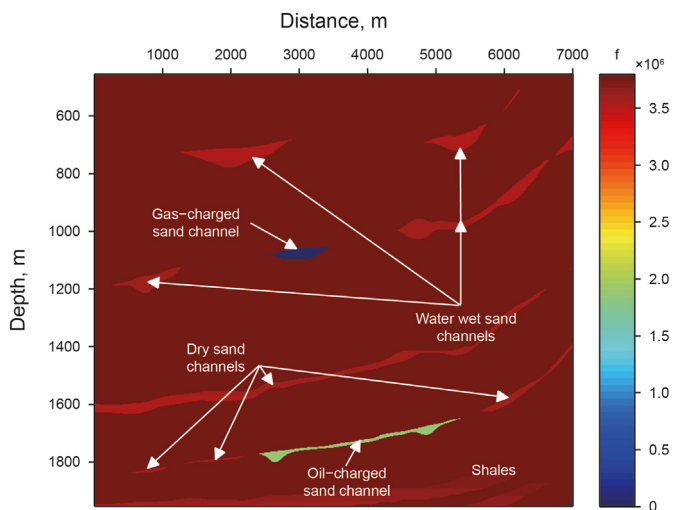 Distance, m
1000 2000 3000 4000 5000 6000 7000
f
×10⁶
Depth, m
600
800
1000
1200
1400
1600
1800
Gas−charged
sand channel
Water wet sand
channels
Dry sand
channels
Oil−charged
sand channel
Shales
3.5
3.0
2.5
2.0
1.5
1.0
0.5
0